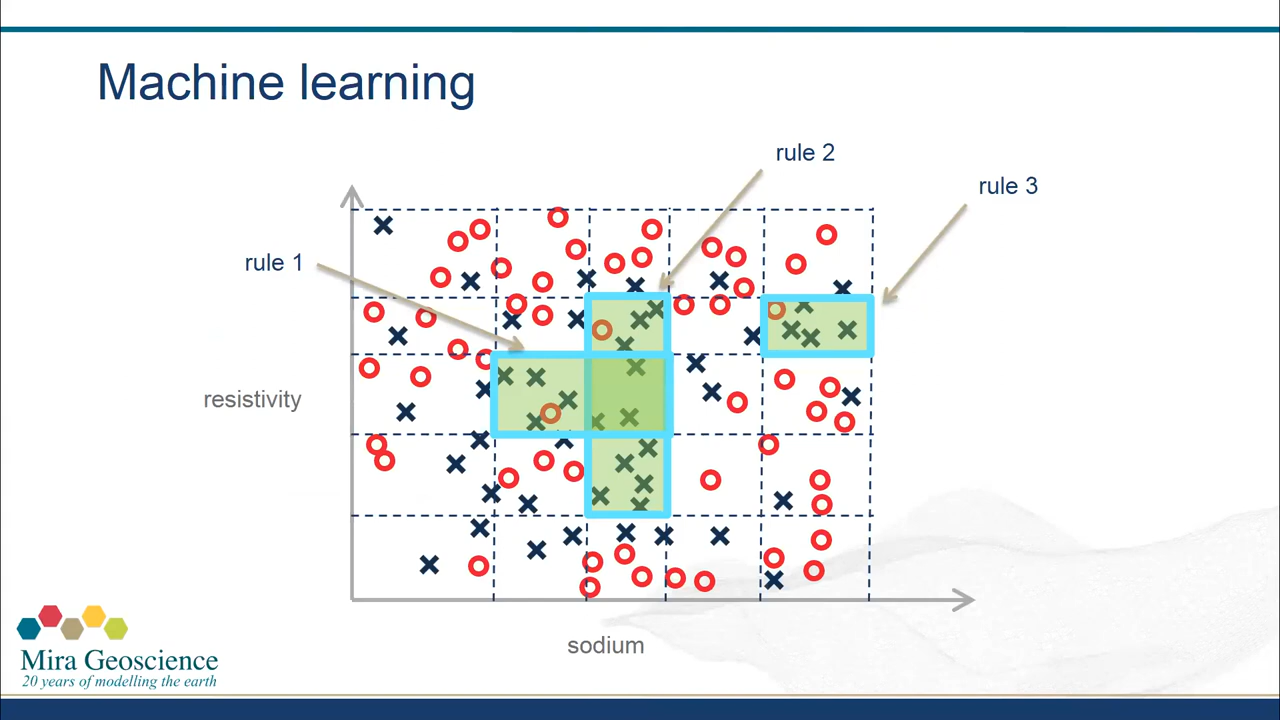 Machine learning
rule 2
rule 3
rule 1
resistivity
sodium
Mira Geoscience
20 years of modelling the earth